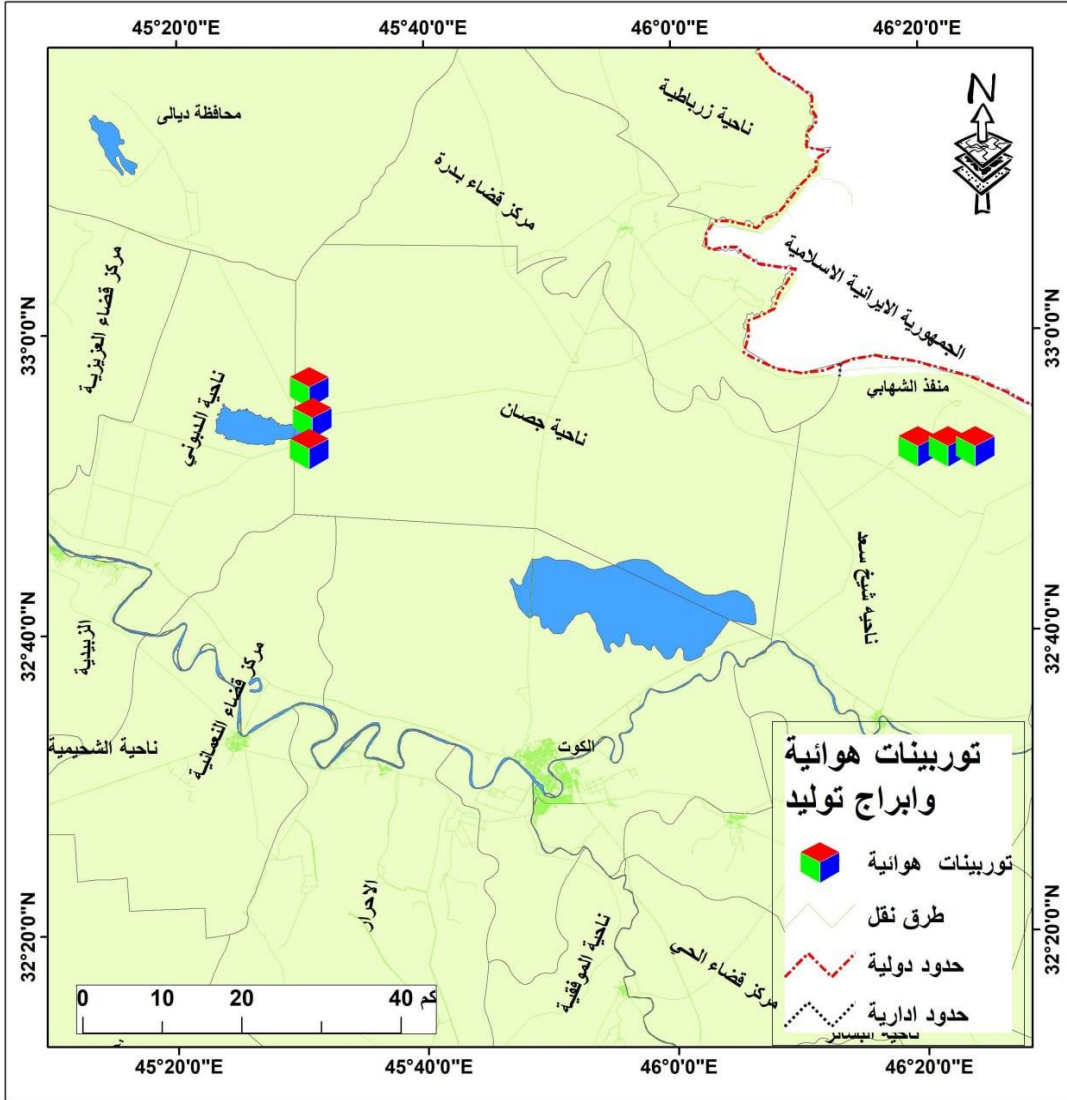 45°20'0"E
45°40'0"E
46°0'0"E
46°20'0"E
N
محافظة ديالى
ناحية زرباطية
مركز قضاء بدرة
الجمهورية الايرانية الاسلامية
مركز قضاء العزيزية
33°0'0"N
33°0'0"N
منفذ الشهابي
ناحية الدبوني
ناحية جصان
ناحيه شيخ سعد
32°40'0"N
32°40'0"N
الزبيدية
مركز قضاء النعمانية
ناحية الشحيمية
الكوت
توربينات هوائية
وابراج توليد
توربينات هوائية
طرق نقل
حدود دولية
حدود ادارية
الاحرار
ناحية الموفقية
مركز قضاء الحي
32°20'0"N
32°20'0"N
0 10 20 40 كم
45°20'0"E
45°40'0"E
46°0'0"E
46°20'0"E